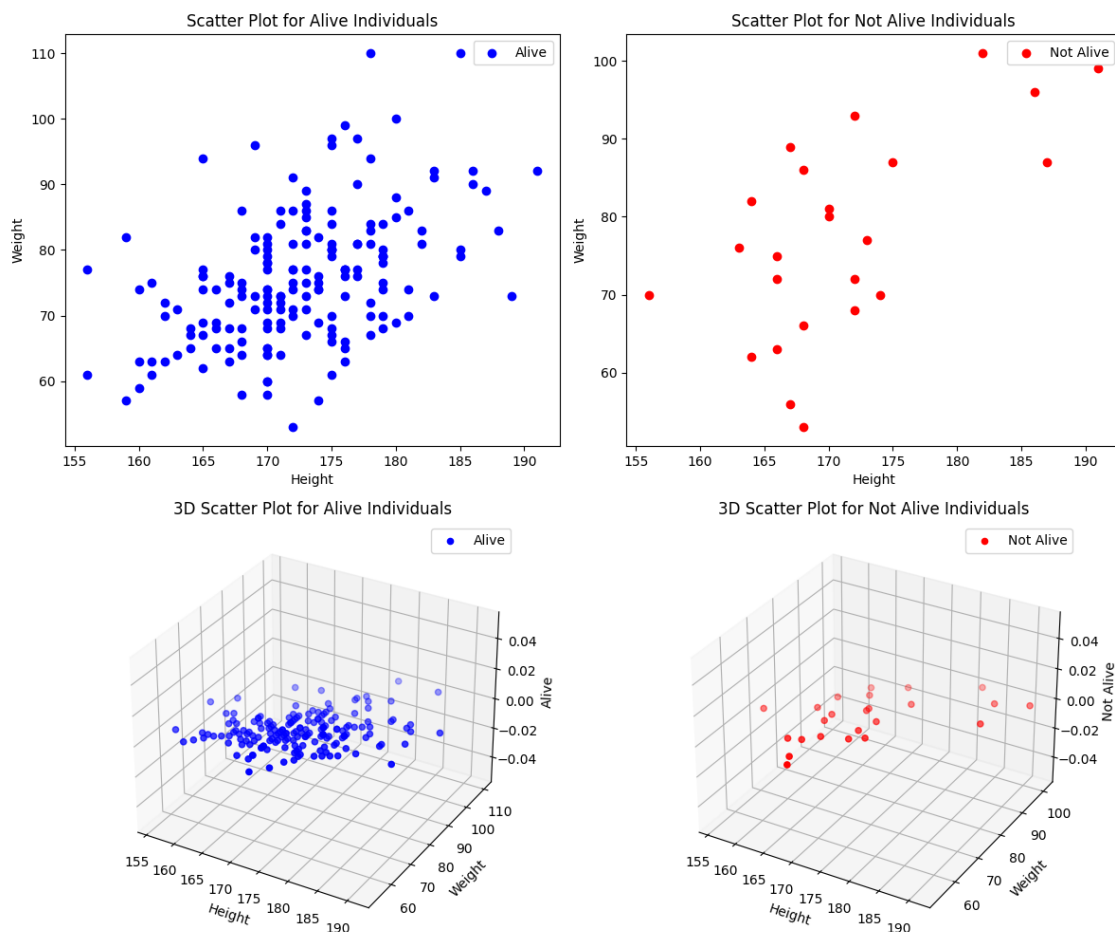 Scatter Plot for Alive Individuals
Alive
Weight
110
100
90
80
70
60
155 160 165 170 175 180 185 190
Height
Scatter Plot for Not Alive Individuals
Not Alive
Weight
100
90
80
70
60
155 160 165 170 175 180 185 190
Height
3D Scatter Plot for Alive Individuals
Alive
0.04
0.02
0.00
−0.02
−0.04
Alive
110
100
90
80
70
60
Weight
155 160 165 170 175 180 185 190
Height
3D Scatter Plot for Not Alive Individuals
Not Alive
0.04
0.02
0.00
−0.02
−0.04
Not Alive
100
90
80
70
60
Weight
155 160 165 170 175 180 185 190
Height